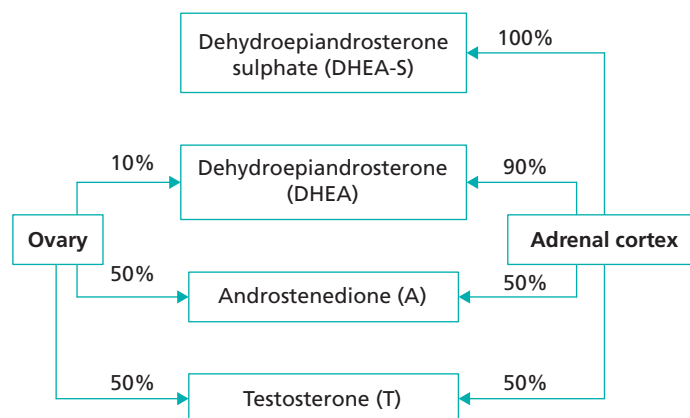 Dehydroepiandrosterone
sulphate (DHEA-S)
100%
10%
Dehydroepiandrosterone
(DHEA)
90%
Ovary
Adrenal cortex
50%
Androstenedione (A)
50%
50%
Testosterone (T)
50%